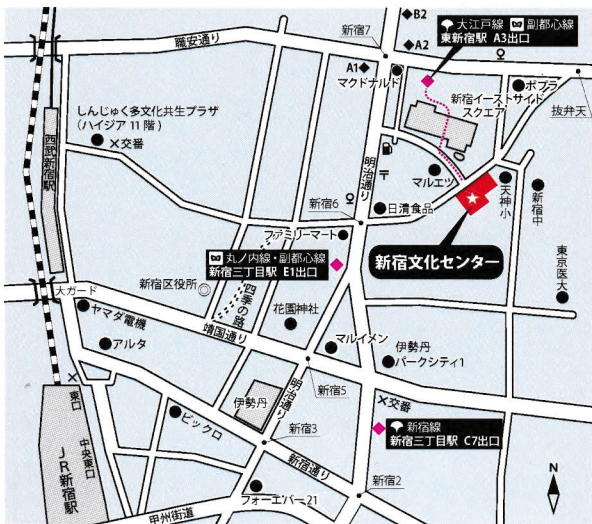 B2
新宿7
大江戸線 副都心線
東新宿駅 A3出口
職安通り
A1
A2
マクドナルド
ポプラ
抜弁天
新宿イーストサイド
スクエア
しんじゅく多文化共生プラザ
(ハイジア11階)
交番
西武新宿駅
明治通り
マルエツ
天神小
新宿中
新宿6
日清食品
ファミリーマート
丸ノ内線・副都心線
新宿三丁目駅 E1出口
新宿文化センター
東京医大
大ガード
新宿区役所
四季の路
花園神社
ヤマダ電機
靖国通り
マルイメン
伊勢丹
パークシティ1
アルタ
新宿5
明治通り
伊勢丹
交番
東口
中央東口
JR新宿駅
ビックロ
新宿3
新宿線
新宿三丁目駅 C7出口
新宿通り
新宿2
フォーエバー21
甲州街道
N